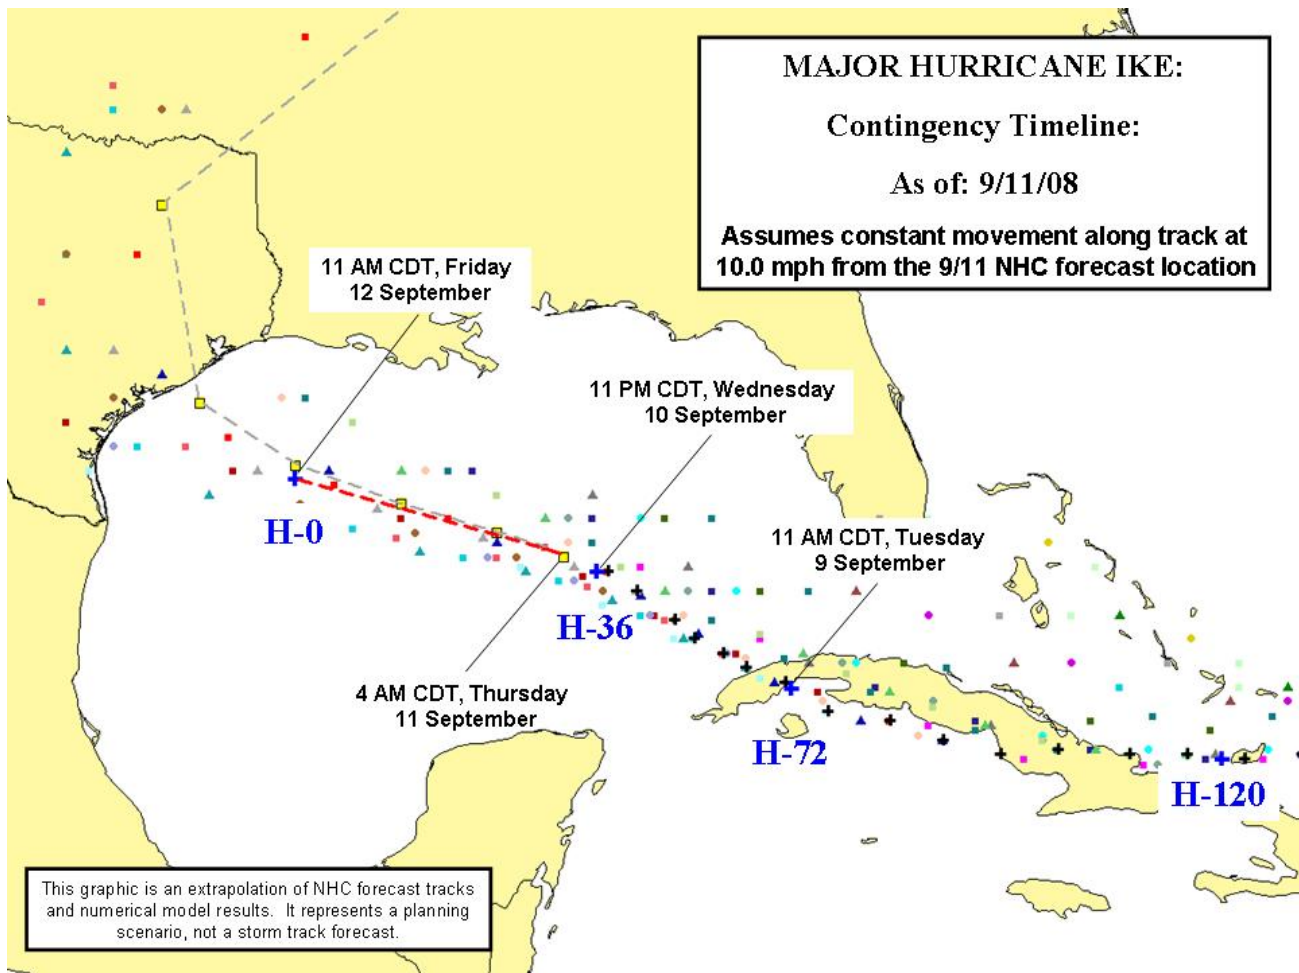 MAJOR HURRICANE IKE:
Contingency Timeline:
As of: 9/11/08
Assumes constant movement along track at
10.0 mph from the 9/11 NHC forecast location
11 AM CDT, Friday
12 September
11 PM CDT, Wednesday
10 September
H-0
11 AM CDT, Tuesday
9 September
H-36
4 AM CDT, Thursday
11 September
H-72
H-120
This graphic is an extrapolation of NHC forecast tracks
and numerical model results.  It represents a planning
scenario, not a storm track forecast.